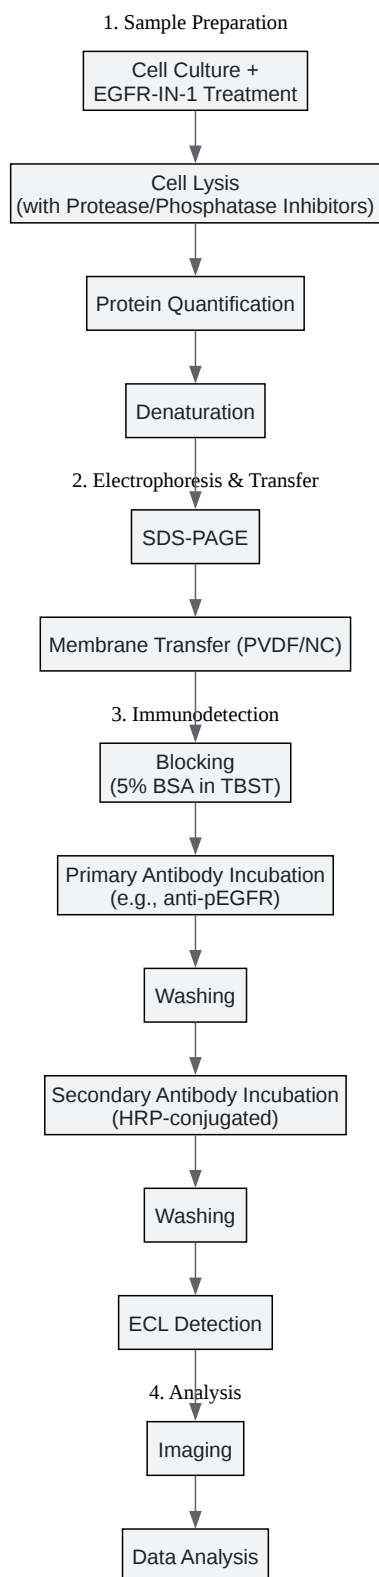 1. Sample Preparation
Cell Culture +
EGFR-IN-1 Treatment
Cell Lysis
(with Protease/Phosphatase Inhibitors)
Protein Quantification
Denaturation
2. Electrophoresis & Transfer
SDS-PAGE
Membrane Transfer (PVDF/NC)
3. Immunodetection
Blocking
(5% BSA in TBST)
Primary Antibody Incubation
(e.g., anti-pEGFR)
Washing
Secondary Antibody Incubation
(HRP-conjugated)
Washing
ECL Detection
4. Analysis
Imaging
Data Analysis